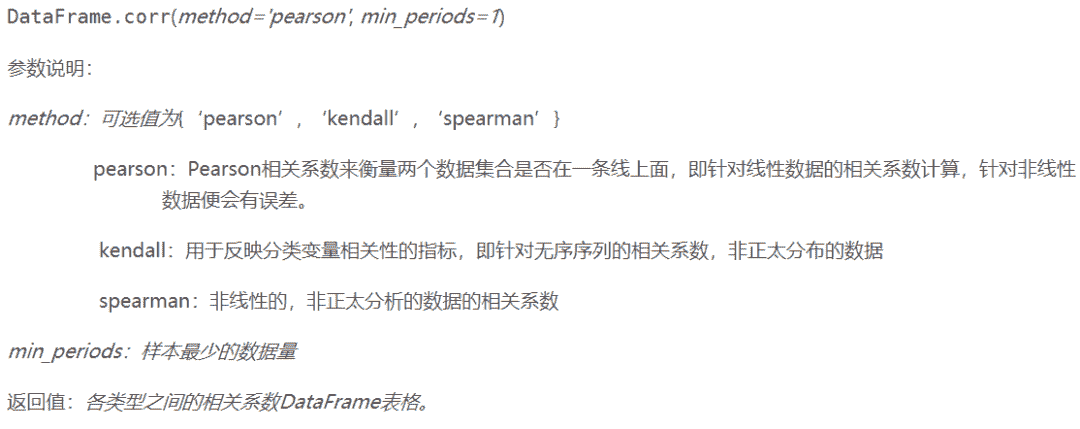 DataFrame.corr(method='pearson', min_periods=1)
参数说明：
method：可选值为{‘pearson’，‘kendall’，‘spearman’}
pearson：Pearson相关系数来衡量两个数据集合是否在一条线上面，即针对线性数据的相关系数计算，针对非线性
数据便会有误差。
kendall：用于反映分类变量相关性的指标，即针对无序序列的相关系数，非正太分布的数据
spearman：非线性的，非正太分析的数据的相关系数
min_periods：样本最少的数据量
返回值：各类型之间的相关系数DataFrame表格。